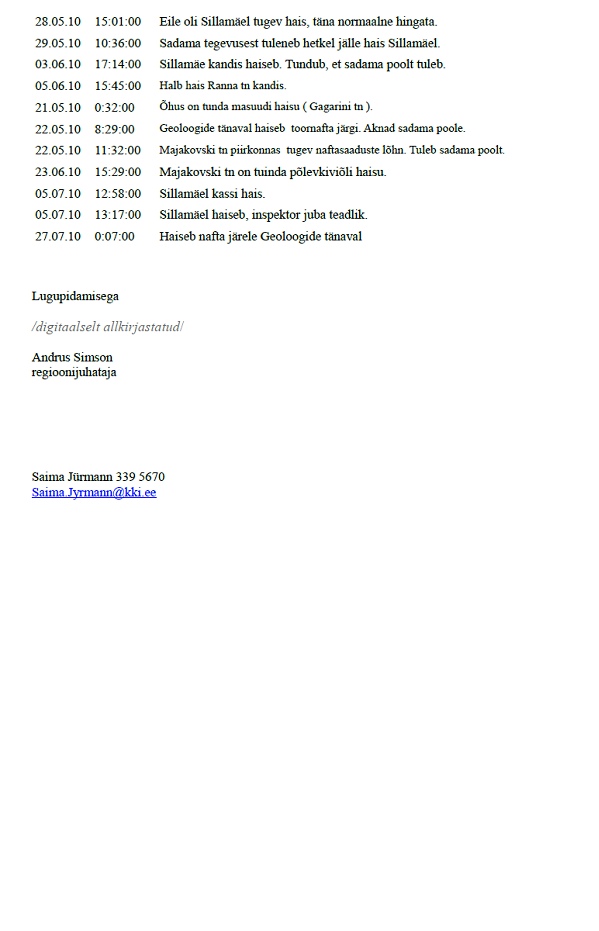 28.05.10 15:01:00 Eile oli Sillamäel tugev hais, täna normaalne hingata.
29.05.10 10:36:00 Sadama tegevusest tuleneb hetkel jälle hais Sillamäel.
03.06.10 17:14:00 Sillamäe kandis haiseb. Tundub, et sadama poolt tuleb.
05.06.10 15:45:00 Halb hais Ranna tn kandis.
21.05.10 0:32:00 Õhus on tunda masuudi haisu ( Gagarini tn ).
22.05.10 8:29:00 Geoloogide tänaval haiseb toornafta järgi. Aknad sadama poole.
22.05.10 11:32:00 Majakovski tn piirkonnas tugev naftasaaduste lõhn. Tuleb sadama poolt.
23.06.10 15:29:00 Majakovski tn on tuinda põlevkiviõli haisu.
05.07.10 12:58:00 Sillamäel kassi hais.
05.07.10 13:17:00 Sillamäel haiseb, inspektor juba teadlik.
27.07.10 0:07:00 Haiseb nafta järele Geoloogide tänaval
Lugupidamisega
/digitaalselt allkirjastatud/
Andrus Simson
regioonijuhataja
Saima Jürmann 339 5670
Saima.Jyrmann@kki.ee